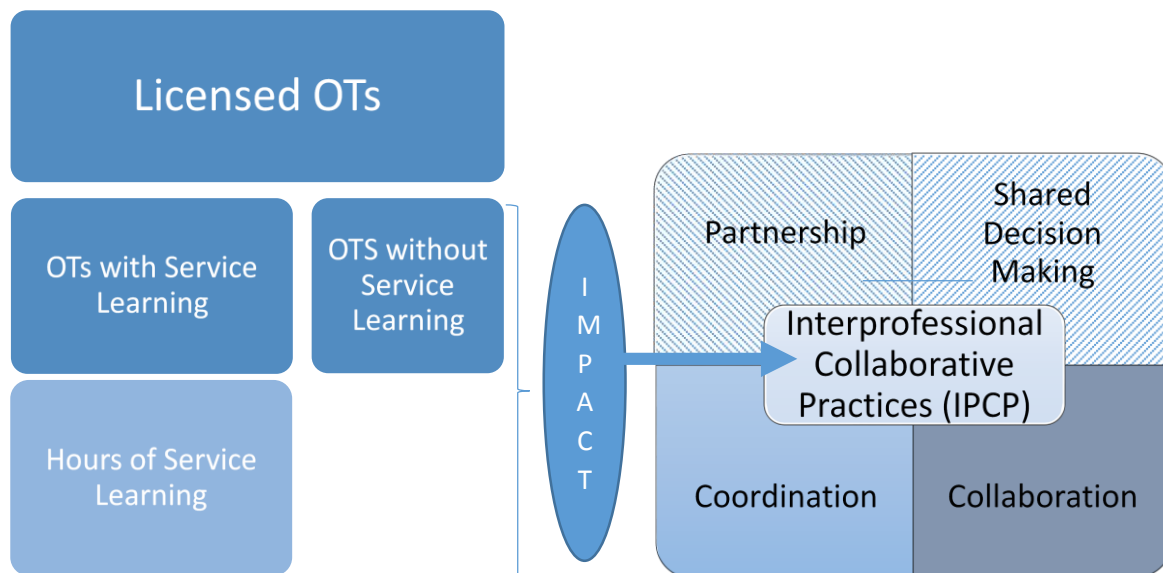 Licensed OTs
OTs with Service
Learning
OTS without
Service
Learning
Hours of Service
Learning
I
M
P
A
C
T
Partnership
Shared
Decision
Making
Interprofessional
Collaborative
Practices (IPCP)
Coordination
Collaboration